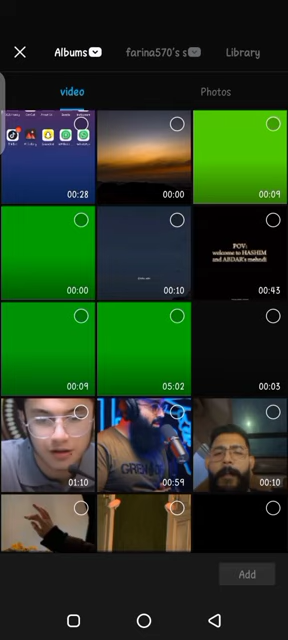 Albums
farina570's s
Library
video
Photos
00:28
00:00
00:09
00:00
00:10
POV:
welcome to HASHIM
and ABDAR's mehndi
00:43
00:09
05:02
00:03
GRE
01:10
00:59
00:10
Add